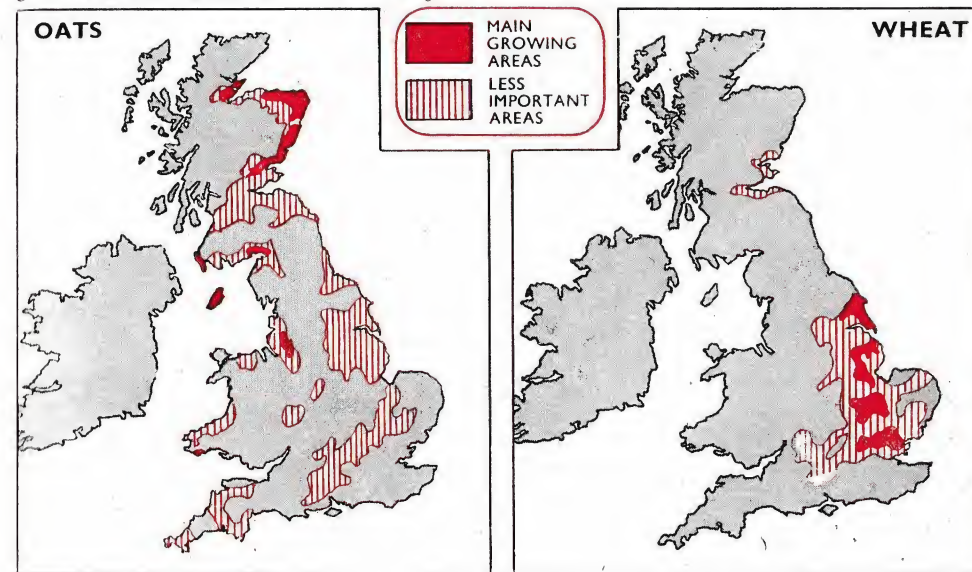 OATS
MAIN
GROWING
AREAS
LESS
IMPORTANT
AREAS
WHEAT